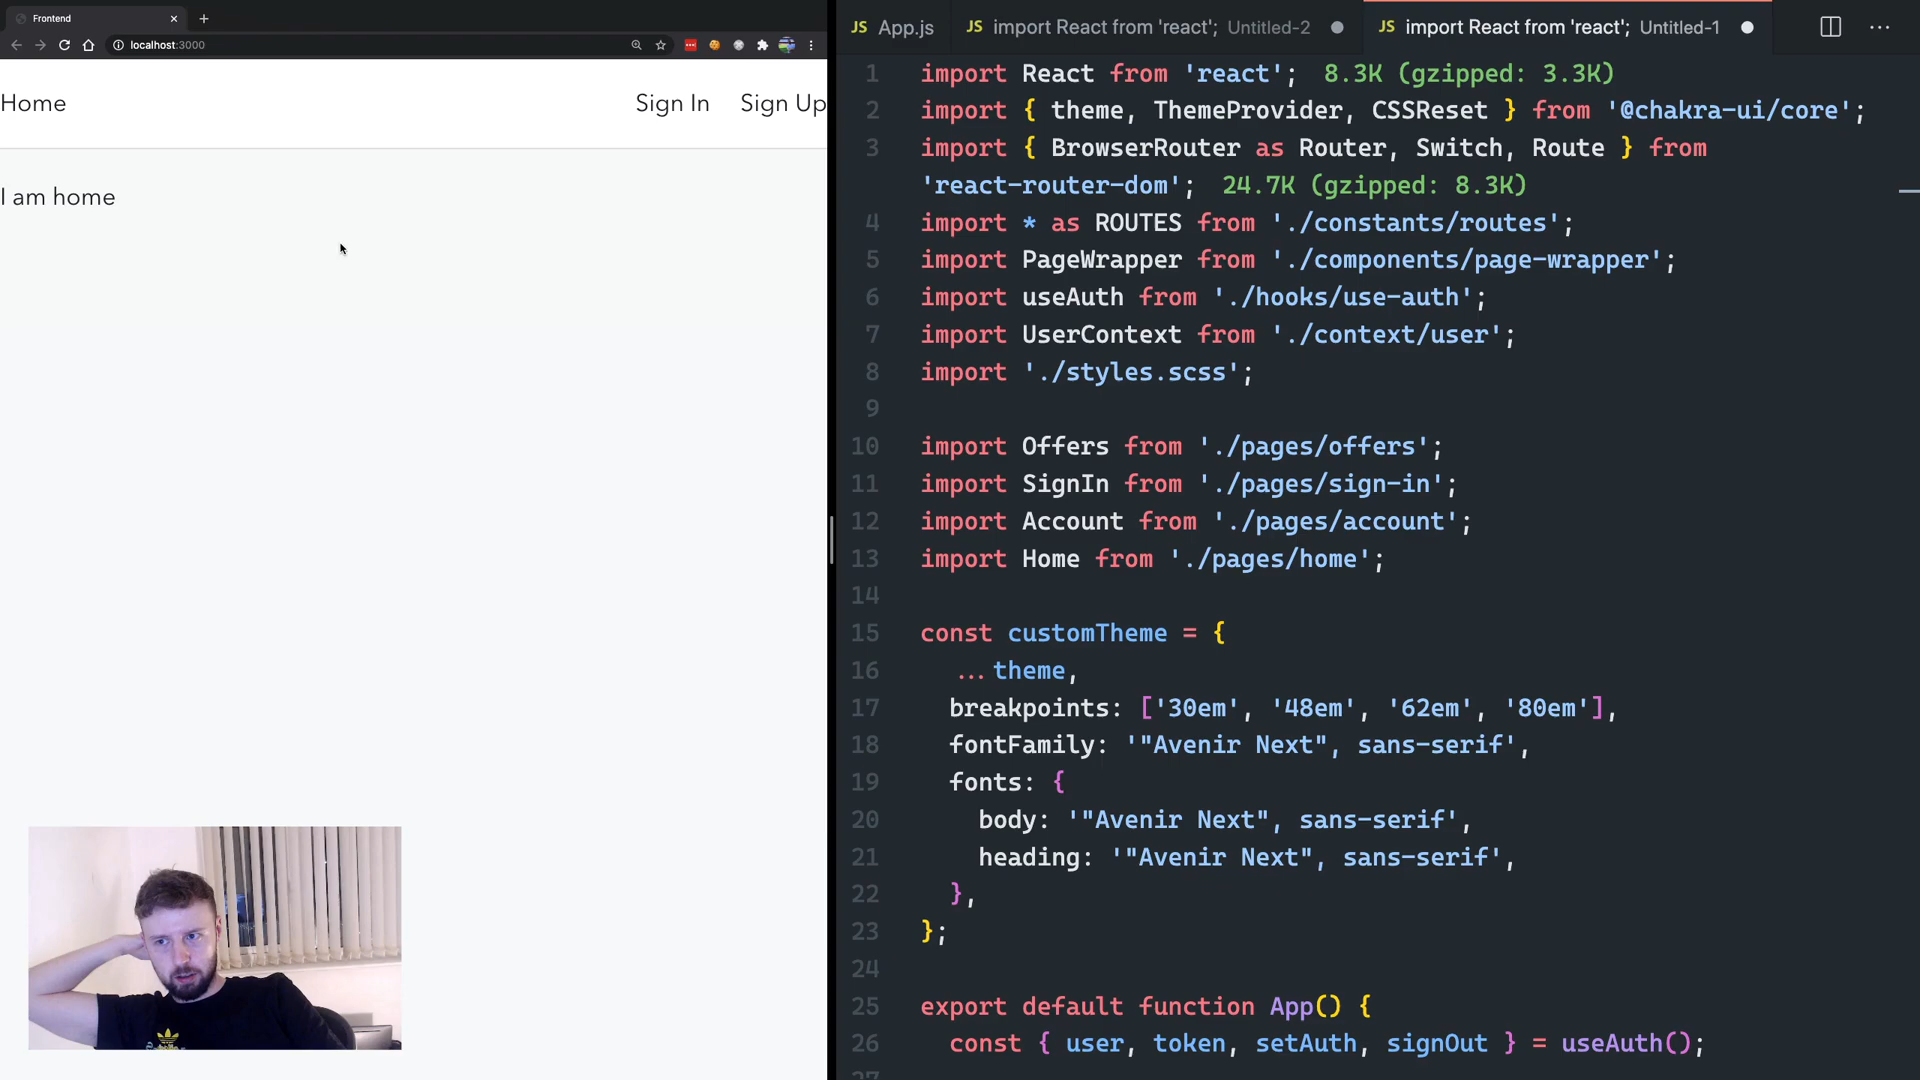 Frontend
localhost:3000
Home
Sign In
Sign Up
I am home
JS App.js
JS import React from 'react'; Untitled-2
JS import React from 'react'; Untitled-1
1 import React from 'react'; 8.3K (gzipped: 3.3K)
2 import { theme, ThemeProvider, CSSReset } from '@chakra-ui/core';
3 import { BrowserRouter as Router, Switch, Route } from
'react-router-dom'; 24.7K (gzipped: 8.3K)
4 import * as ROUTES from './constants/routes';
5 import PageWrapper from './components/page-wrapper';
6 import useAuth from './hooks/use-auth';
7 import UserContext from './context/user';
8 import './styles.scss';
9
10 import Offers from './pages/offers';
11 import SignIn from './pages/sign-in';
12 import Account from './pages/account';
13 import Home from './pages/home';
14
15 const customTheme = {
16 ...theme,
17 breakpoints: ['30em', '48em', '62em', '80em'],
18 fontFamily: '"Avenir Next", sans-serif',
19 fonts: {
20 body: '"Avenir Next", sans-serif',
21 heading: '"Avenir Next", sans-serif',
22 },
23 };
24
25 export default function App() {
26 const { user, token, setAuth, signOut } = useAuth();
27